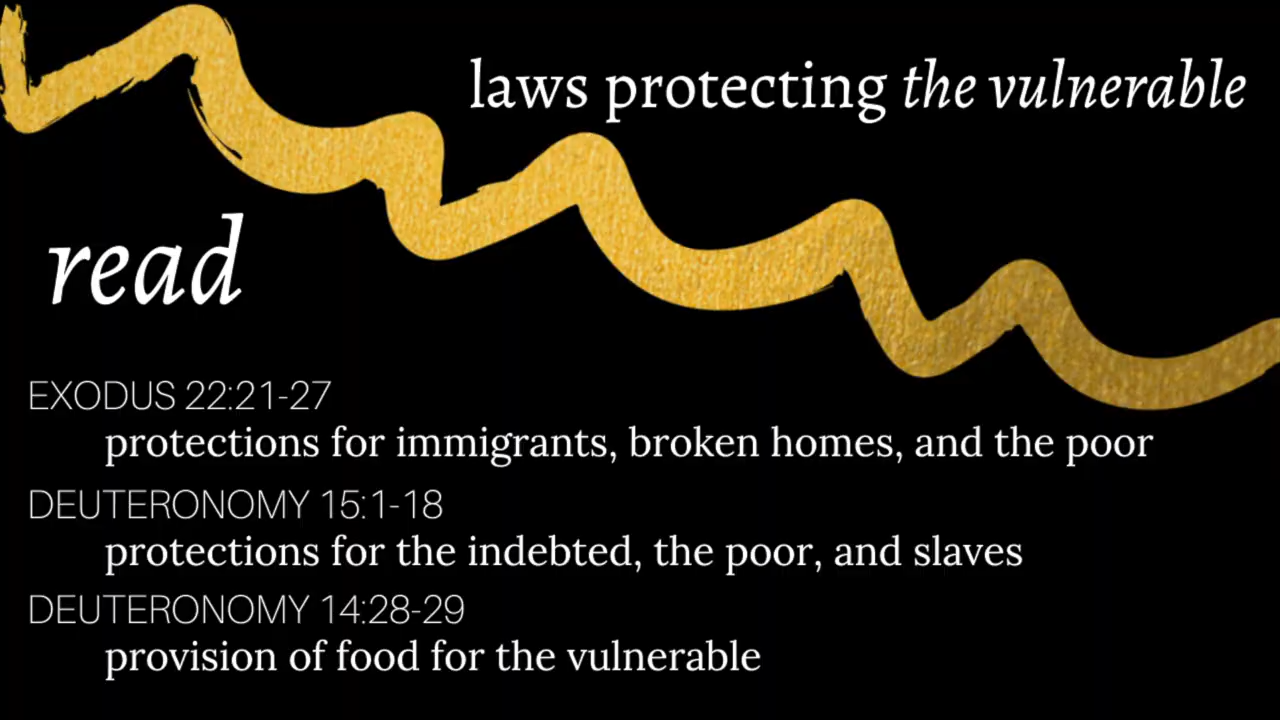 laws protecting the vulnerable
read
EXODUS 22:21-27
protections for immigrants, broken homes, and the poor
DEUTERONOMY 15:1-18
protections for the indebted, the poor, and slaves
DEUTERONOMY 14:28-29
provision of food for the vulnerable